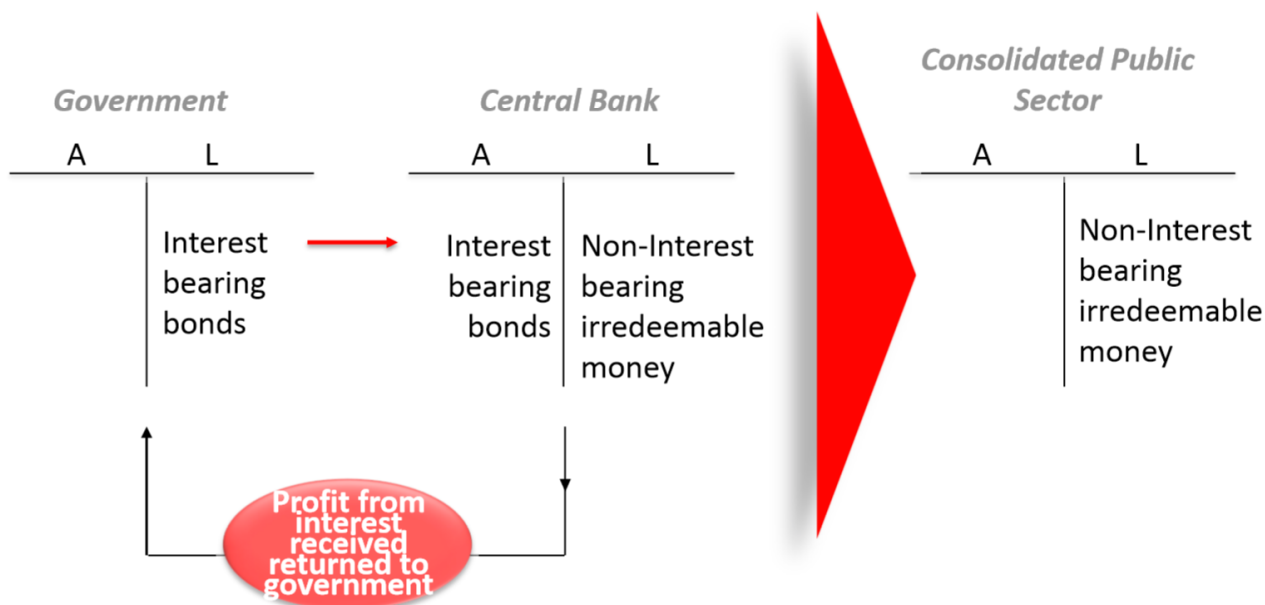 Government
A L
Interest
bearing
bonds
Central Bank
A L
Interest
bearing
bonds
Non-Interest
bearing
irredeemable
money
Profit from
interest
received
returned to
government
Consolidated Public
Sector
A L
Non-Interest
bearing
irredeemable
money